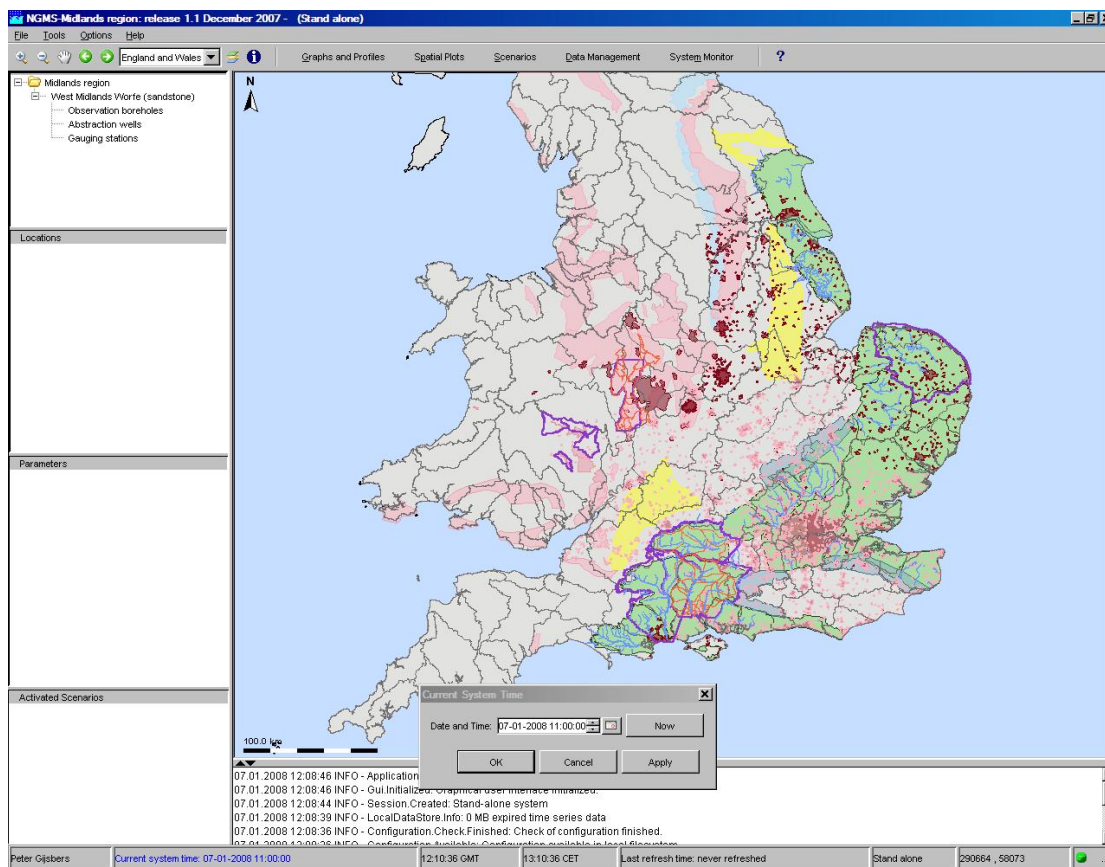 NGMS-Midlands region: release 1.1 December 2007 - (Stand alone)
File Tools Options Help
England and Wales Graphs and Profiles Spatial Plots Scenarios Data Management System Monitor ?
Midlands region
West Midlands Worfe (sandstone)
Observation boreholes
Abstraction wells
Gauging stations
N
Locations
Parameters
Activated Scenarios
100.0 km
Current System Time
Date and Time: 07-01-2008 11:00:00 Now
OK Cancel Apply
07.01.2008 12:08:46 INFO - Application
07.01.2008 12:08:46 INFO - Gui.Initialized: Graphical user interface initialized.
07.01.2008 12:08:44 INFO - Session.Created: Stand-alone system
07.01.2008 12:08:39 INFO - LocalDataStore.Info: 0 MB expired time series data
07.01.2008 12:08:36 INFO - Configuration.Check.Finished: Check of configuration finished.
Peter Gijsbers Current system time: 07-01-2008 11:00:00 12:10:36 GMT 13:10:36 CET Last refresh time: never refreshed Stand alone 290664 , 58073